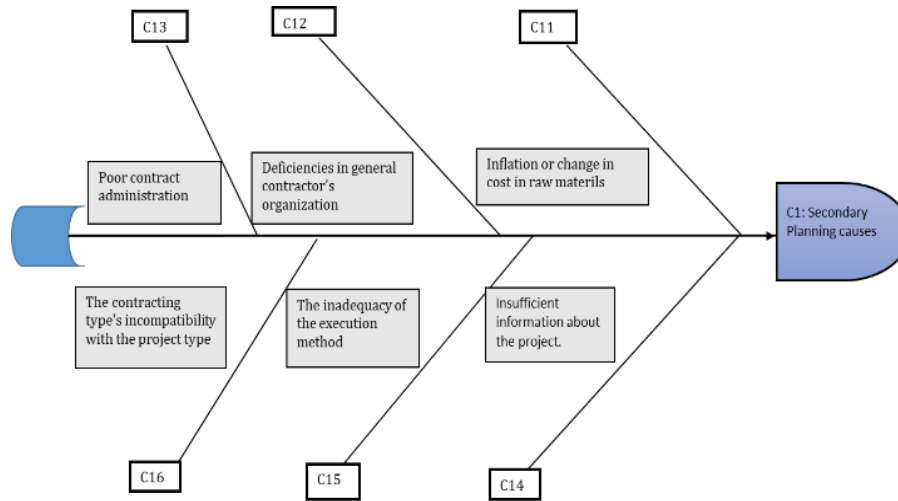 C13
C12
C11
Poor contract
administration
Deficiencies in general
contractor's
organization
Inflation or change in
cost in raw materils
C1: Secondary
Planning causes
The contracting
type's incompatibility
with the project type
The inadequacy of
the execution
method
Insufficient
information about
the project.
C16
C15
C14